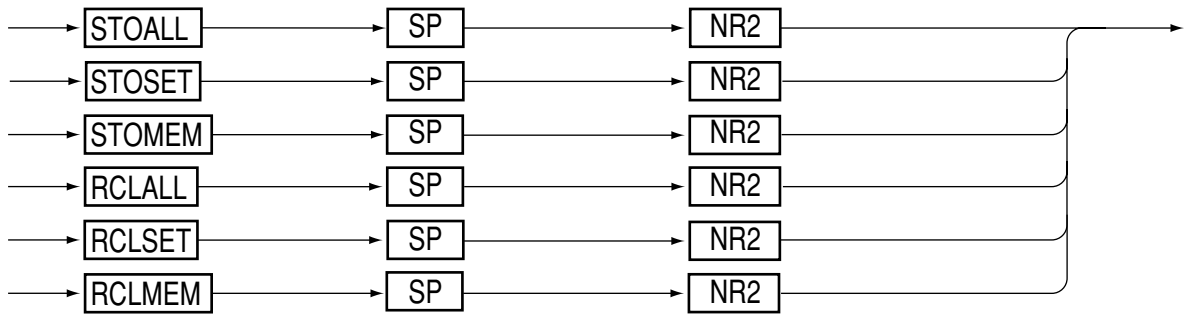 STOALL SP NR2
STOSET SP NR2
STOMEM SP NR2
RCLALL SP NR2
RCLSET SP NR2
RCLMEM SP NR2